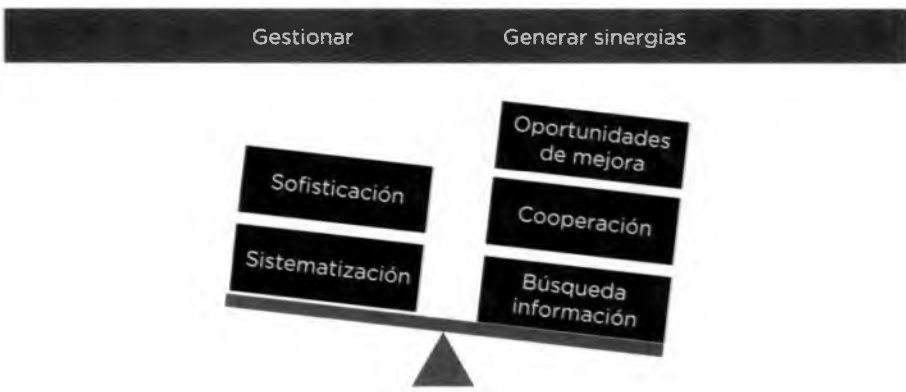 Gestionar
Generar sinergias
Sofisticación
Sistematización
Oportunidades
de mejora
Cooperación
Búsqueda
información